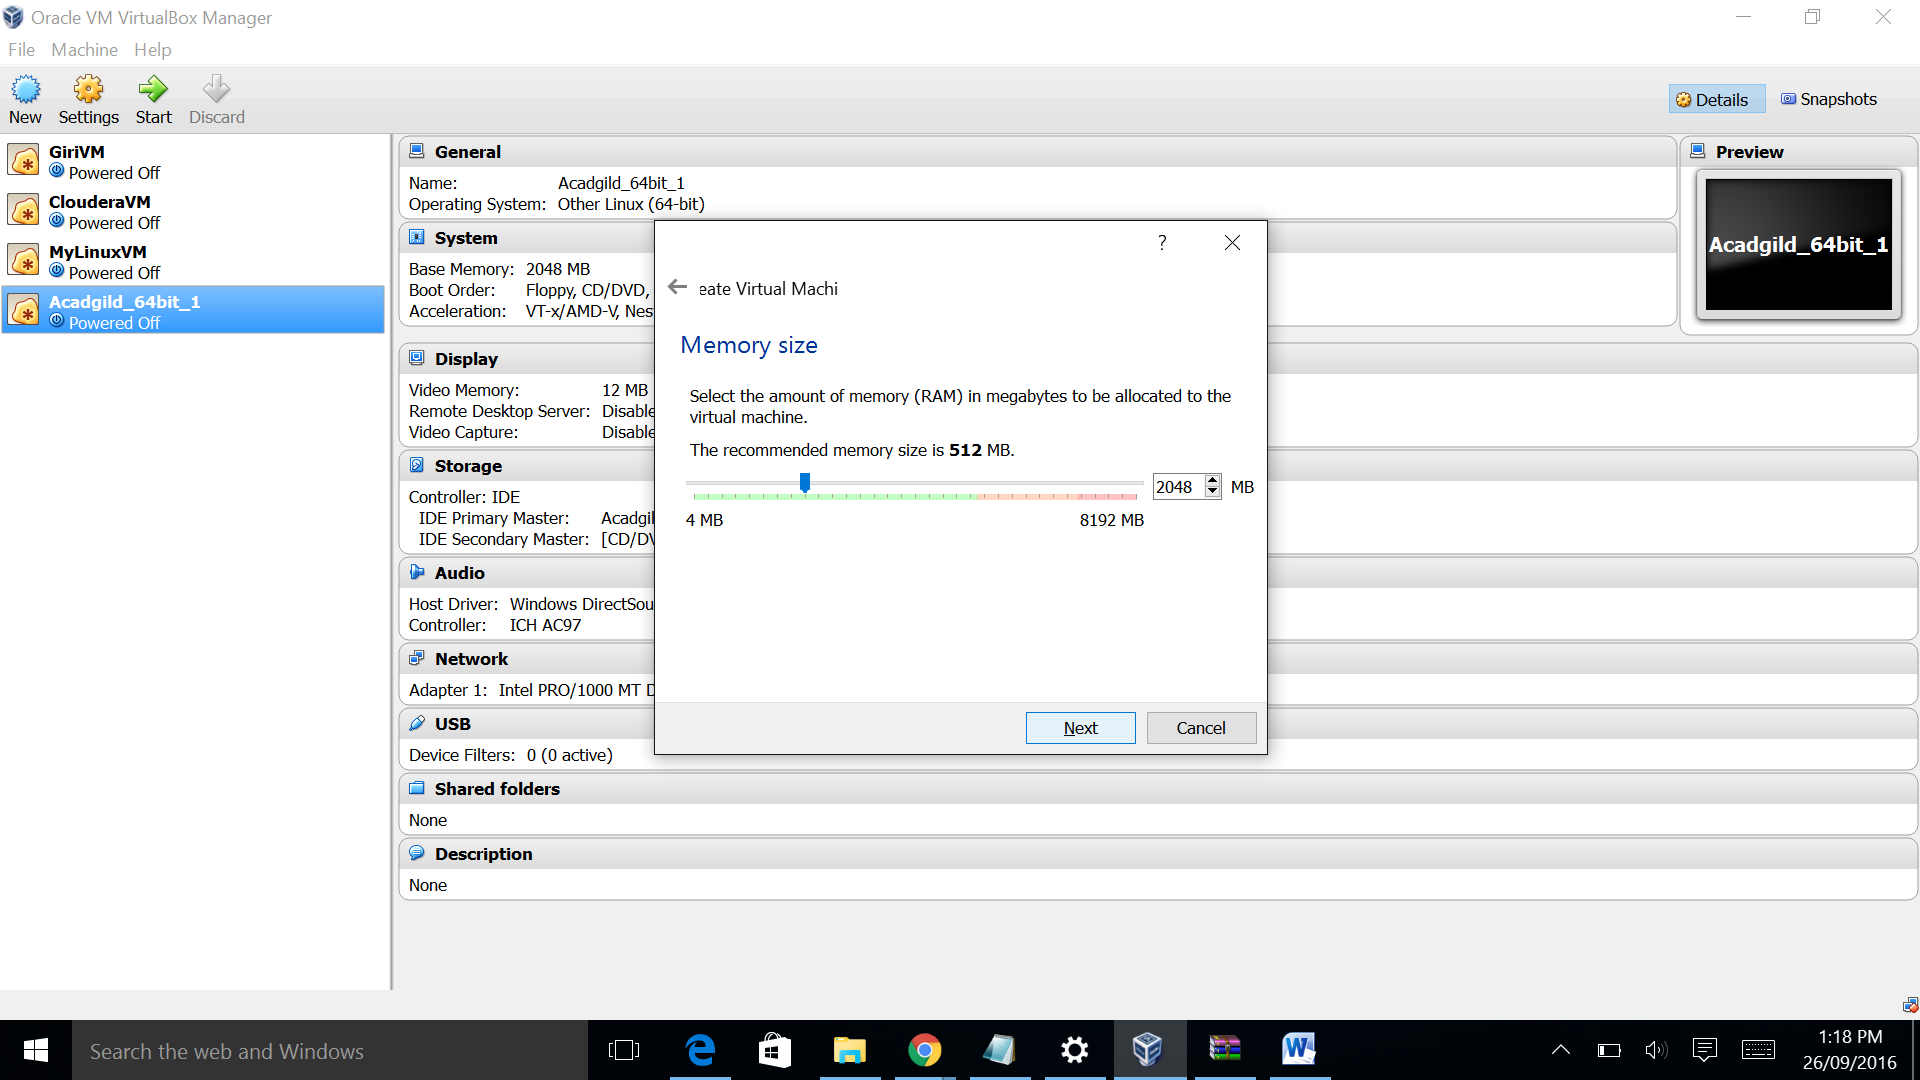 Oracle VM VirtualBox Manager
File Machine Help
New Settings Start Discard
Details Snapshots
GiriVM
Powered Off
ClouderaVM
Powered Off
MyLinuxVM
Powered Off
Acadgild_64bit_1
Powered Off
General
Name: Acadgild_64bit_1
Operating System: Other Linux (64-bit)
System
Base Memory: 2048 MB
Boot Order: Floppy, CD/DVD,
Acceleration: VT-x/AMD-V, Nes
Display
Video Memory: 12 MB
Remote Desktop Server: Disable
Video Capture: Disable
Storage
Controller: IDE
IDE Primary Master: Acadgil
IDE Secondary Master: [CD/DV
Audio
Host Driver: Windows DirectSou
Controller: ICH AC97
Network
Adapter 1: Intel PRO/1000 MT D
USB
Device Filters: 0 (0 active)
Shared folders
None
Description
None
Preview
Acadgild_64bit_1
?
eate Virtual Machi
Memory size
Select the amount of memory (RAM) in megabytes to be allocated to the
virtual machine.
The recommended memory size is 512 MB.
2048 MB
4 MB 8192 MB
Next Cancel
Search the web and Windows
1:18 PM
26/09/2016